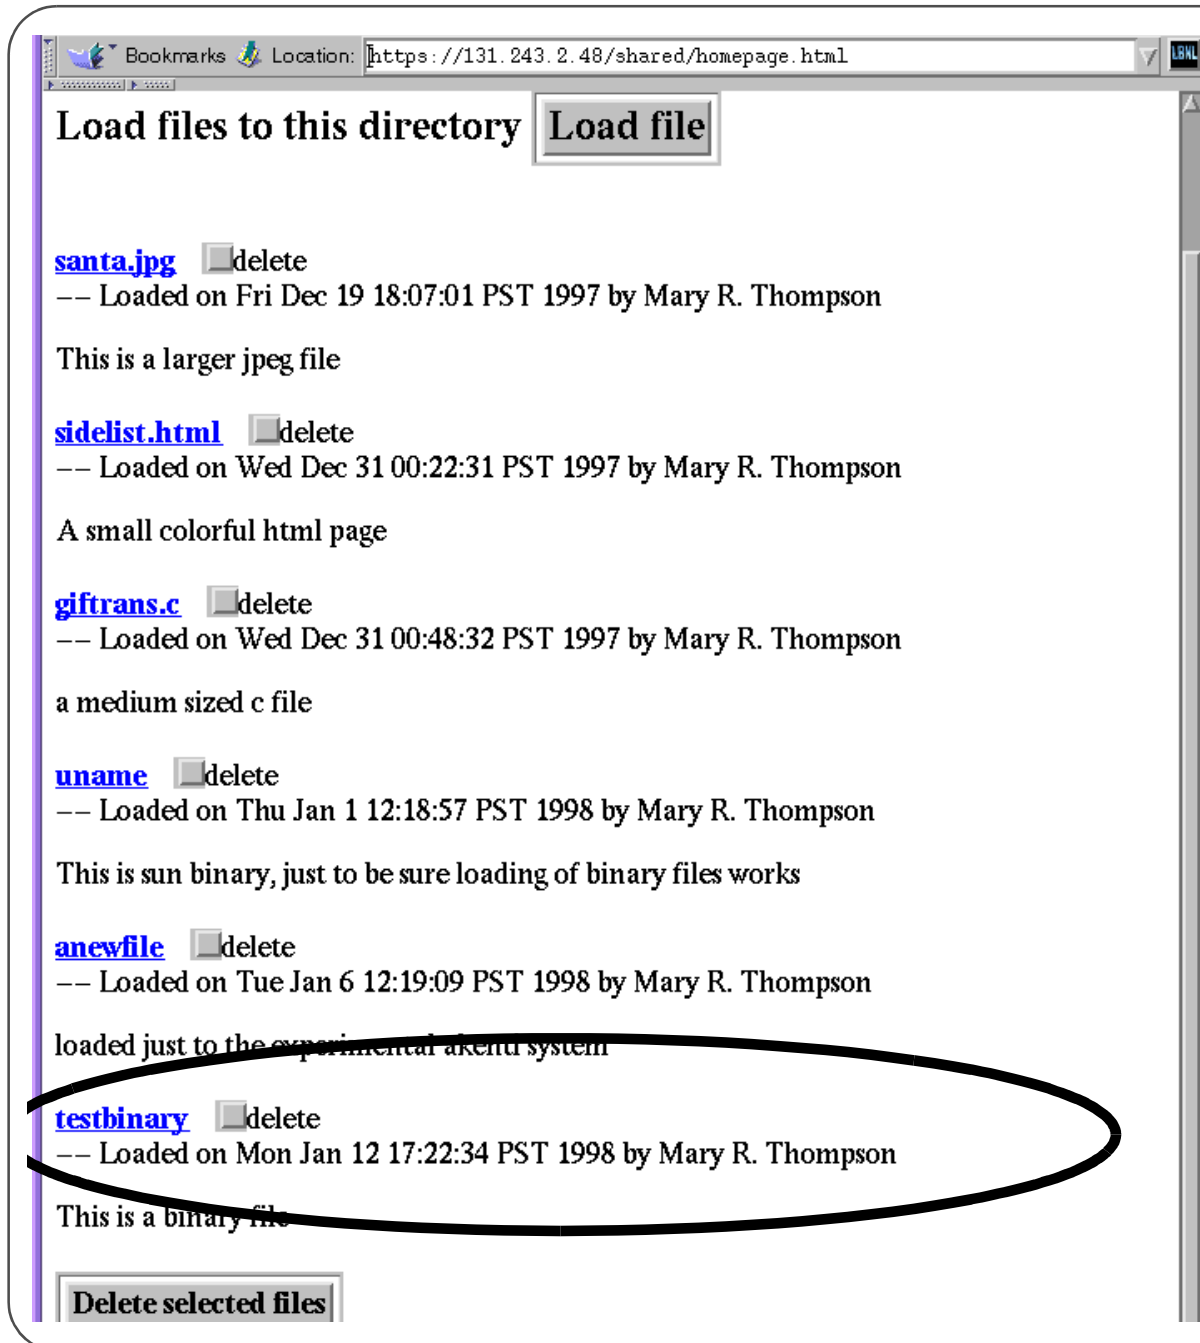 Bookmarks Location: https://131.243.2.48/shared/homepage.html LBNL
Load files to this directory Load file
santa.jpg delete
-- Loaded on Fri Dec 19 18:07:01 PST 1997 by Mary R. Thompson
This is a larger jpeg file
sidelist.html delete
-- Loaded on Wed Dec 31 00:22:31 PST 1997 by Mary R. Thompson
A small colorful html page
giftrans.c delete
-- Loaded on Wed Dec 31 00:48:32 PST 1997 by Mary R. Thompson
a medium sized c file
uname delete
-- Loaded on Thu Jan 1 12:18:57 PST 1998 by Mary R. Thompson
This is sun binary, just to be sure loading of binary files works
anewfile delete
-- Loaded on Tue Jan 6 12:19:09 PST 1998 by Mary R. Thompson
loaded just to the experimental akenti system
testbinary delete
-- Loaded on Mon Jan 12 17:22:34 PST 1998 by Mary R. Thompson
This is a binary file
Delete selected files